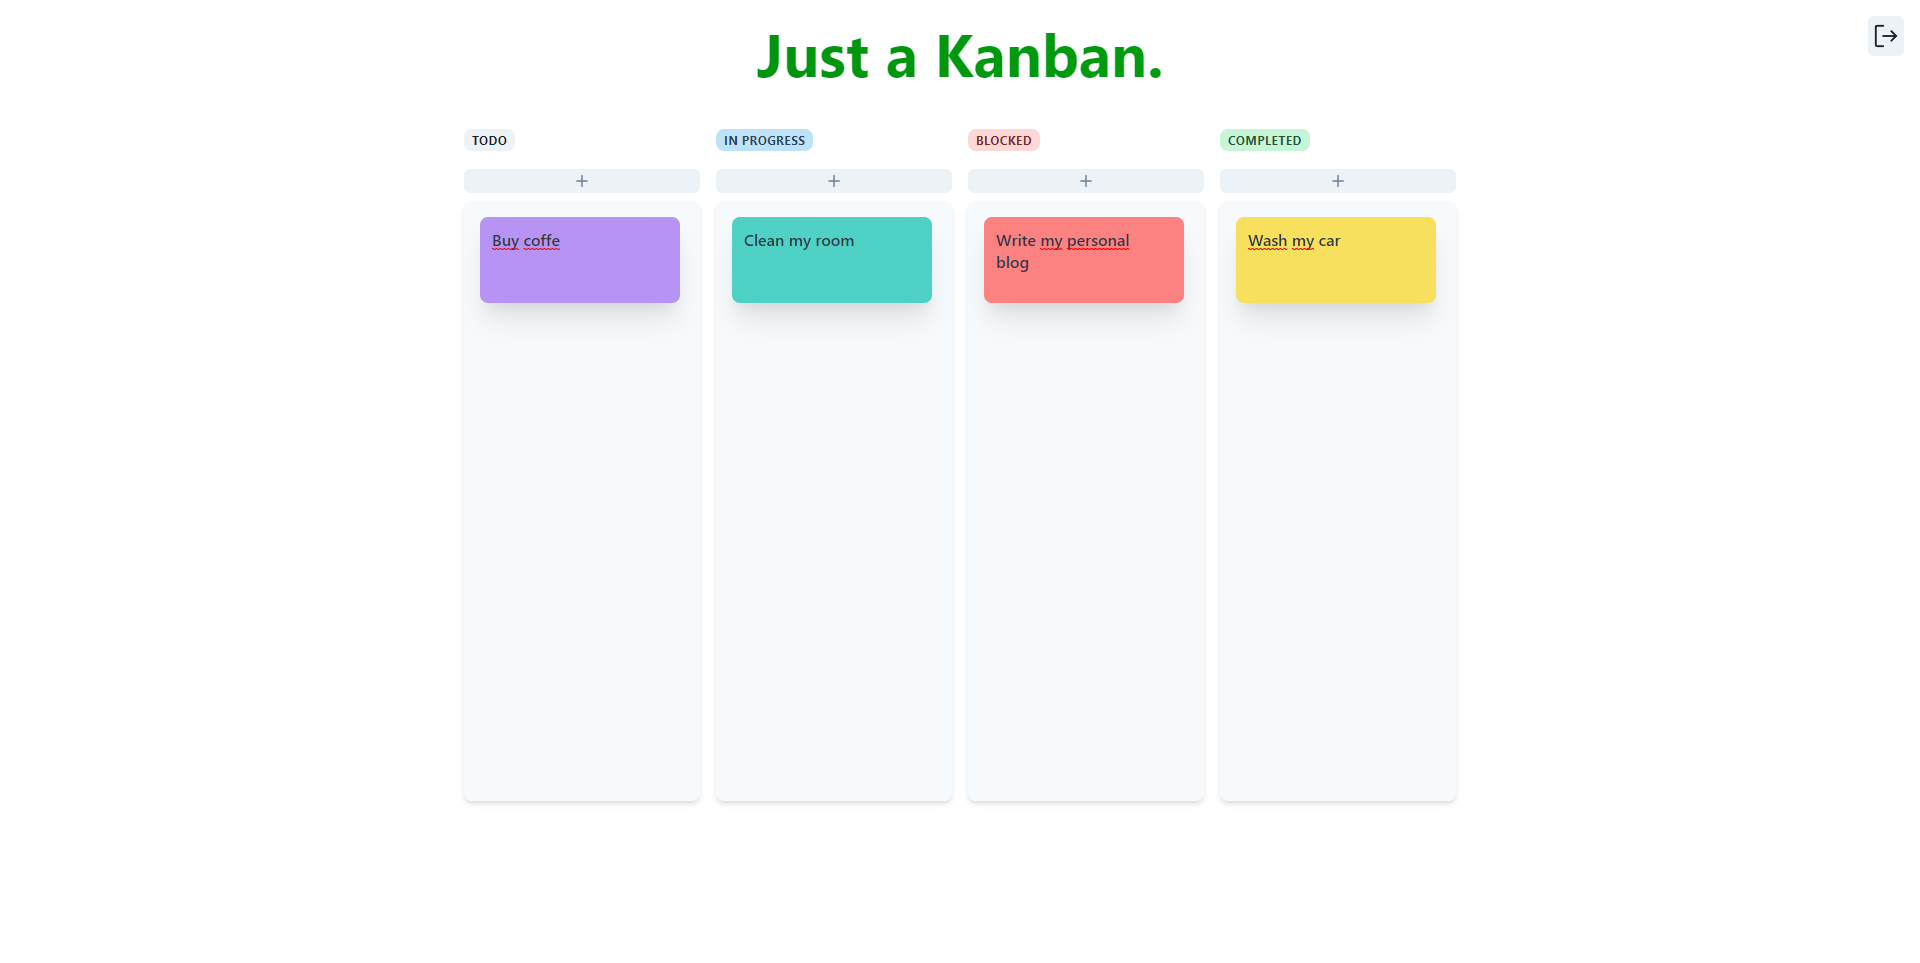 Just a Kanban.
TODO
IN PROGRESS
BLOCKED
COMPLETED
+
+
+
+
Buy coffe
Clean my room
Write my personal
blog
Wash my car